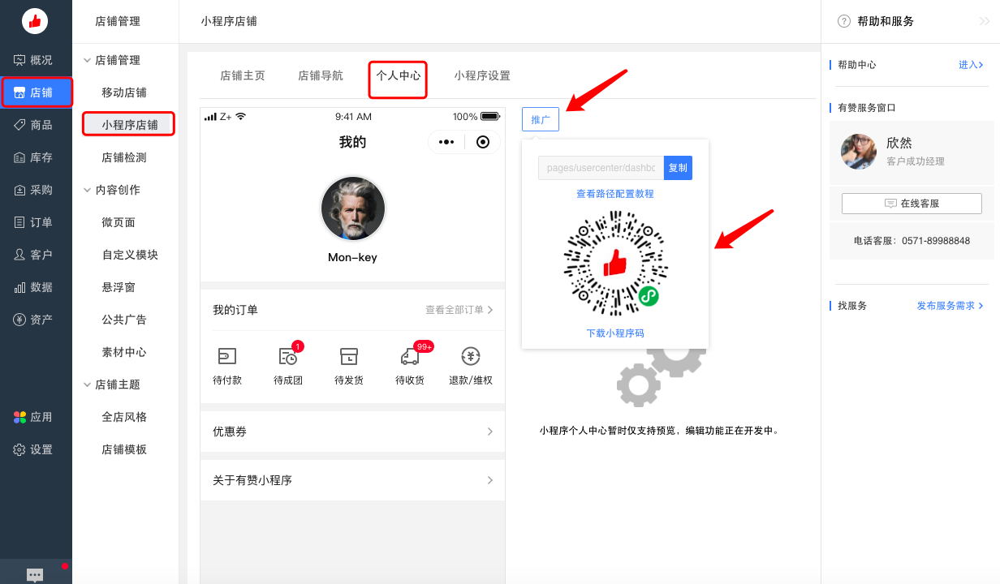 概况
店铺
商品
库存
采购
订单
客户
数据
资产
应用
设置
店铺管理
店铺管理
移动店铺
小程序店铺
店铺检测
内容创作
微页面
自定义模块
悬浮窗
公共广告
素材中心
店铺主题
全店风格
店铺模板
小程序店铺
店铺主页
店铺导航
个人中心
小程序设置
Z+ 9:41 AM 100%
我的
Mon-key
我的订单 查看全部订单
1 99+
待付款 待成团 待发货 待收货 退款/维权
优惠券
关于有赞小程序
推广
pages/usercenter/dashbo 复制
查看路径配置教程
下载小程序码
小程序个人中心暂时仅支持预览，编辑功能正在开发中。
? 帮助和服务
帮助中心 进入
有赞服务窗口
欣然
客户成功经理
在线客服
电话客服：0571-89988848
找服务 发布服务需求